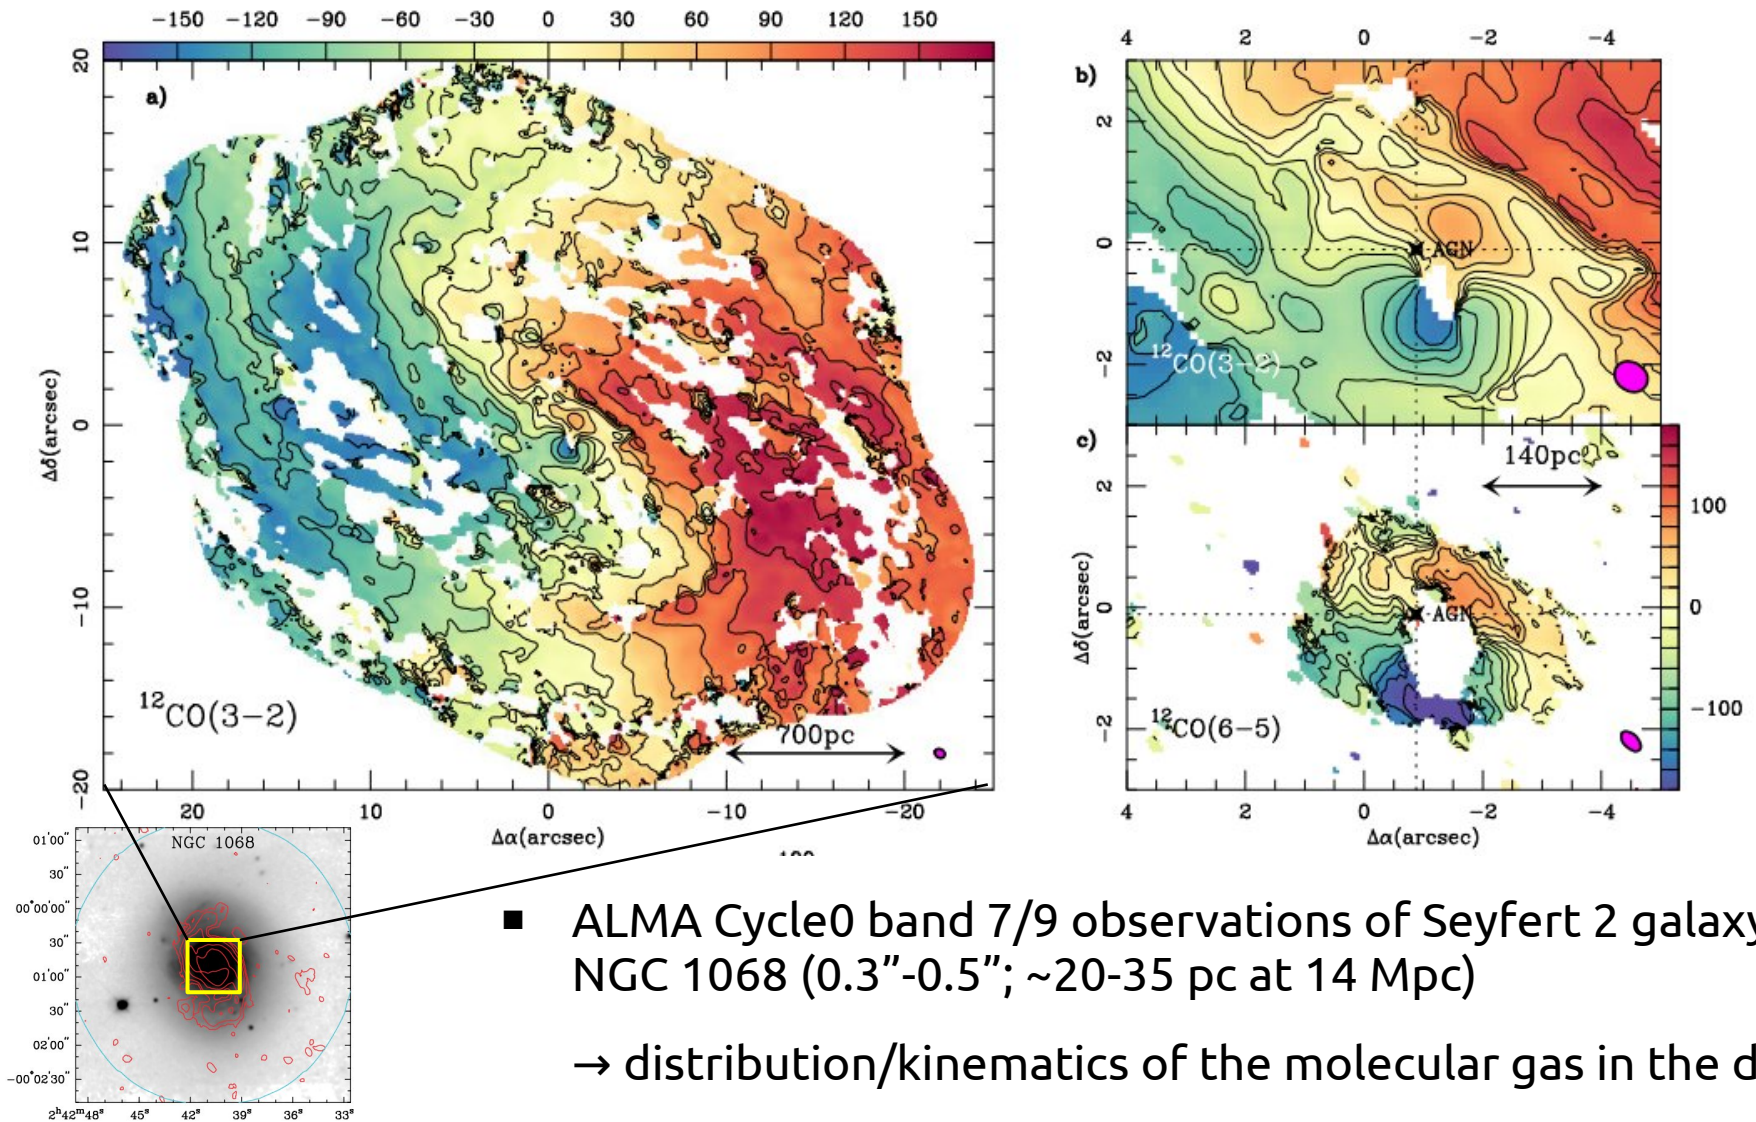 -150 -120 -90 -60 -30 0 30 60 90 120 150
a)
20
10
0
-10
-20
Δδ(arcsec)
¹²CO(3-2)
700pc
20 10 0 -10 -20
Δα(arcsec)
4 2 0 -2 -4
b)
2
0
-2
AGN
¹²CO(3-2)
c)
140pc
2
0
-2
Δδ(arcsec)
AGN
¹²CO(6-5)
100
0
-100
4 2 0 -2 -4
Δα(arcsec)
NGC 1068
01'00"
30"
00°00'00"
30"
01'00"
30"
02'00"
-00°02'30"
2ʰ42ᵐ48ˢ 45ˢ 42ˢ 39ˢ 36ˢ 33ˢ
■ ALMA Cycle0 band 7/9 observations of Seyfert 2 galaxy
NGC 1068 (0.3”-0.5”; ~20-35 pc at 14 Mpc)
→ distribution/kinematics of the molecular gas in the d